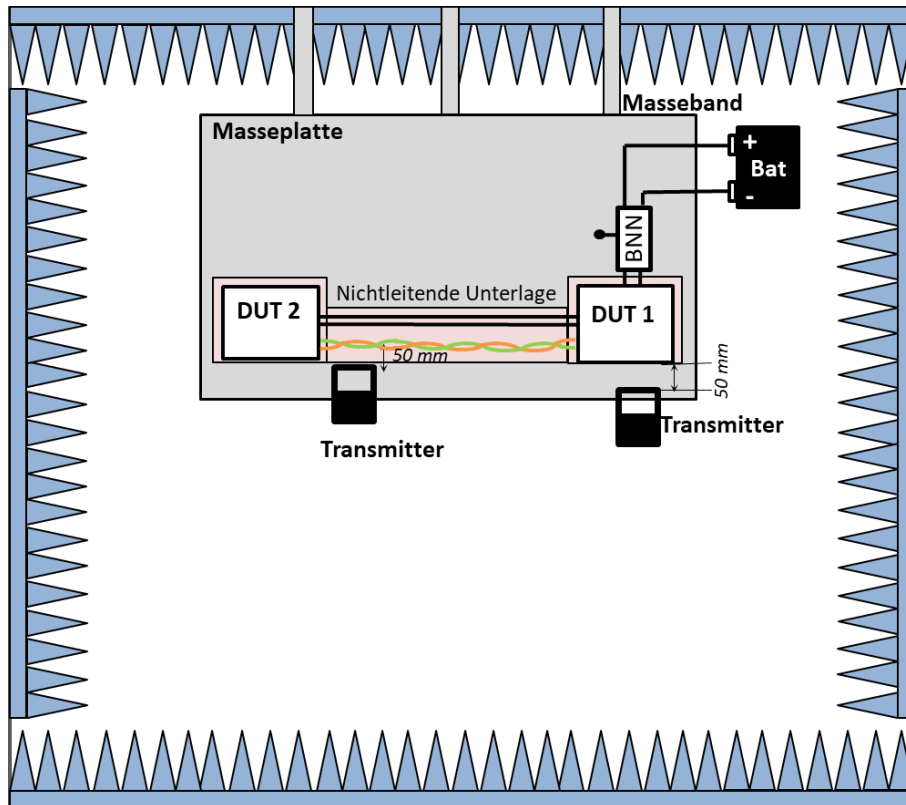 Masseband
Masseplatte
+
Bat
-
BNN
Nichtleitende Unterlage
DUT 2
DUT 1
50 mm
50 mm
Transmitter
Transmitter